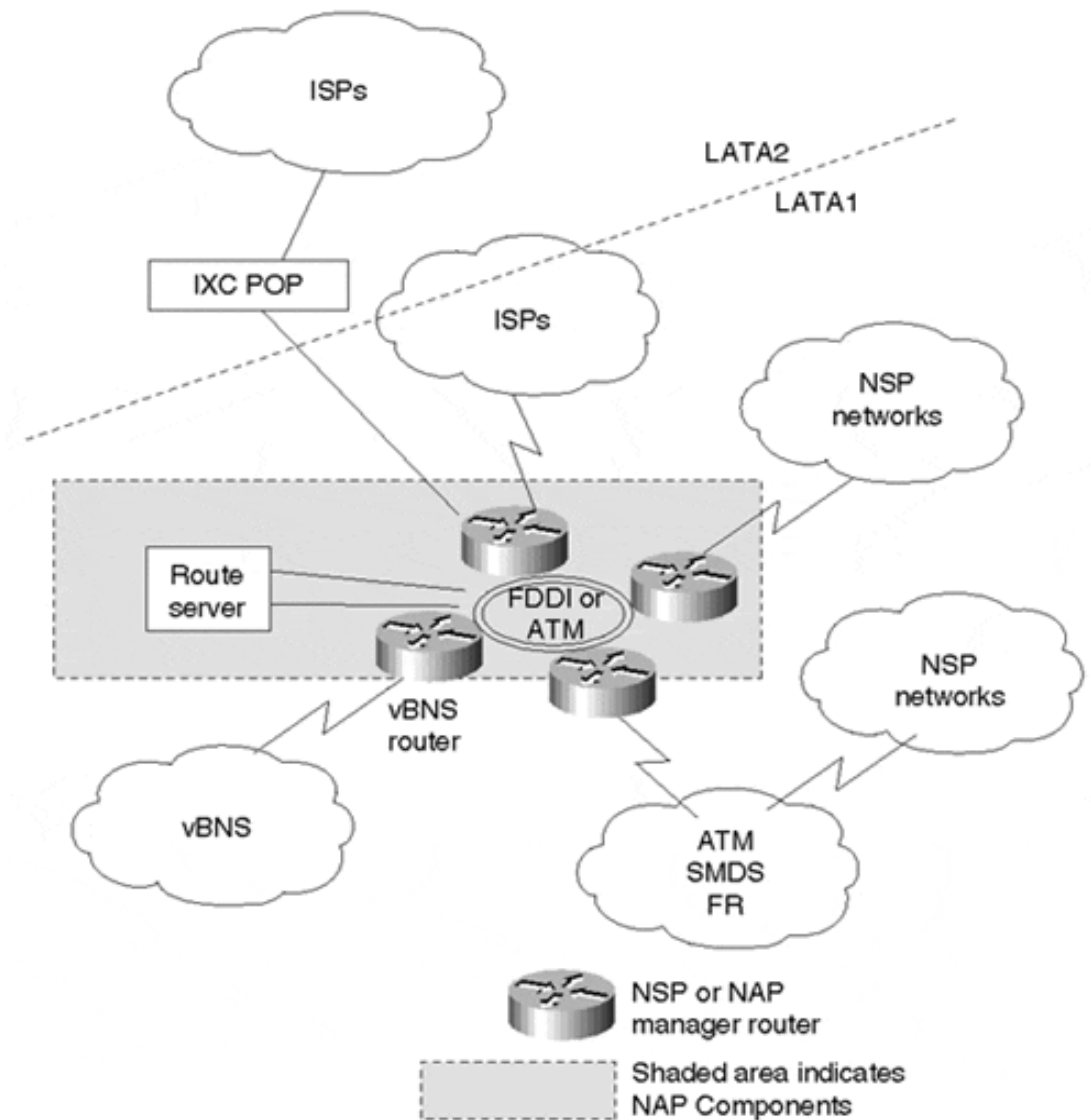 ISPs
LATA2
LATA1
IXC POP
ISPs
NSP
networks
Route
server
FDDI or
ATM
vBNS
router
NSP
networks
vBNS
ATM
SMDS
FR
NSP or NAP
manager router
Shaded area indicates
NAP Components